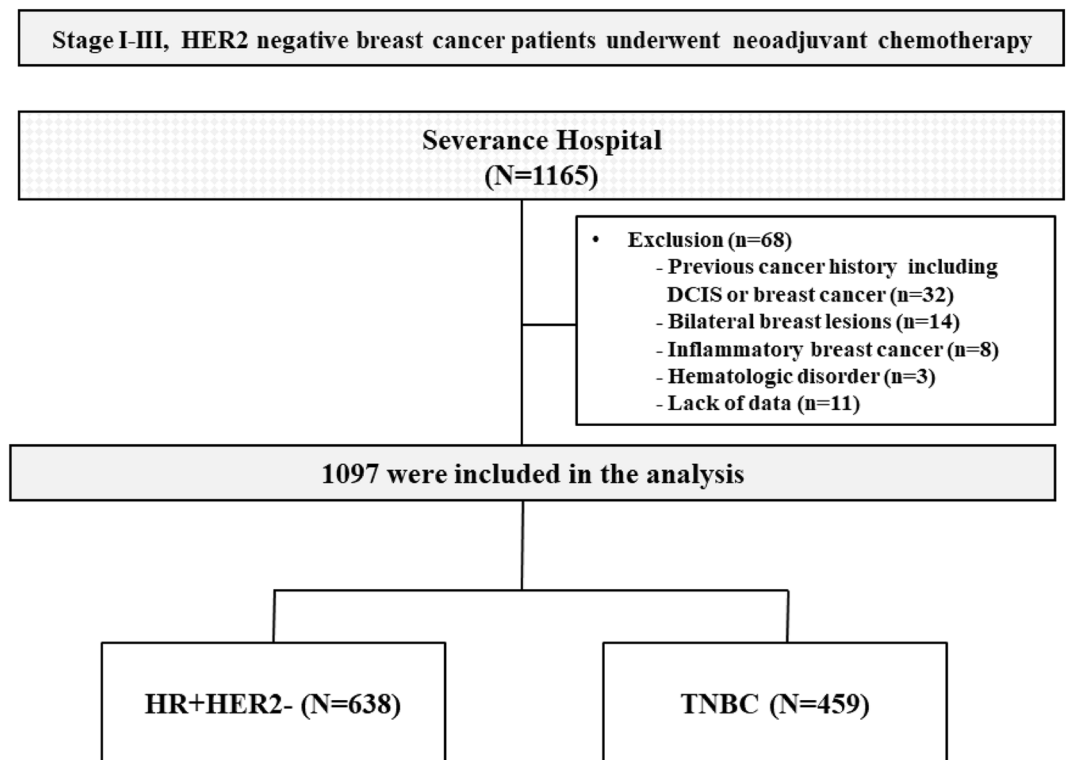 Stage I-III, HER2 negative breast cancer patients underwent neoadjuvant chemotherapy
Severance Hospital
(N=1165)
• Exclusion (n=68)
- Previous cancer history including
DCIS or breast cancer (n=32)
- Bilateral breast lesions (n=14)
- Inflammatory breast cancer (n=8)
- Hematologic disorder (n=3)
- Lack of data (n=11)
1097 were included in the analysis
HR+HER2- (N=638)
TNBC (N=459)